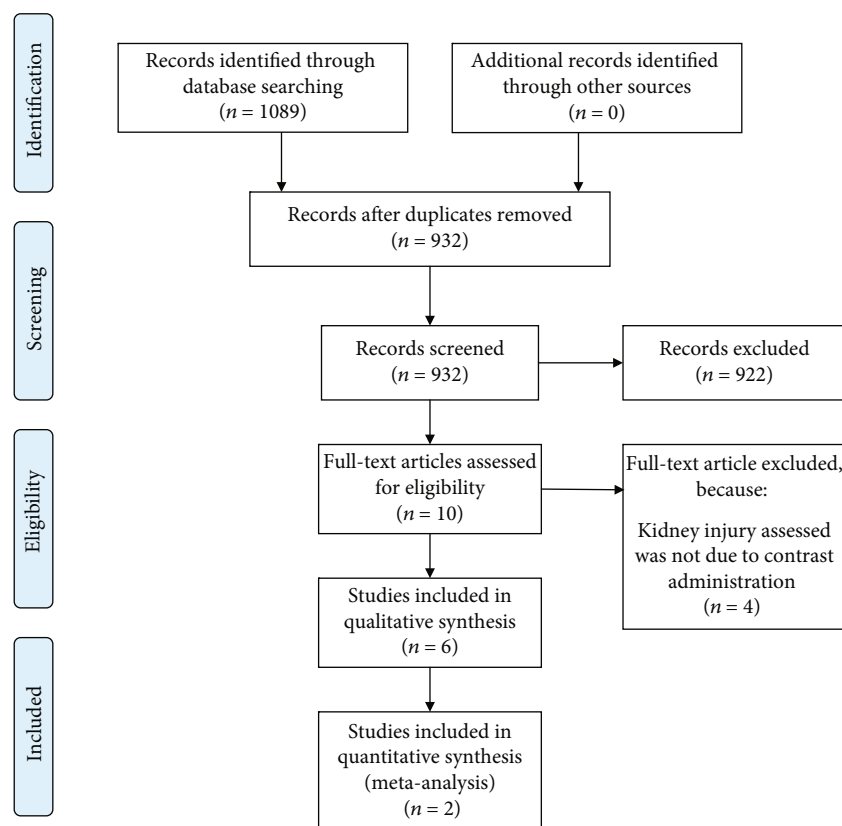 Identification
Records identified through
database searching
(n = 1089)
Additional records identified
through other sources
(n = 0)
Records after duplicates removed
(n = 932)
Screening
Records screened
(n = 932)
Records excluded
(n = 922)
Eligibility
Full-text articles assessed
for eligibility
(n = 10)
Full-text article excluded,
because:
Kidney injury assessed
was not due to contrast
administration
(n = 4)
Studies included in
qualitative synthesis
(n = 6)
Included
Studies included in
quantitative synthesis
(meta-analysis)
(n = 2)